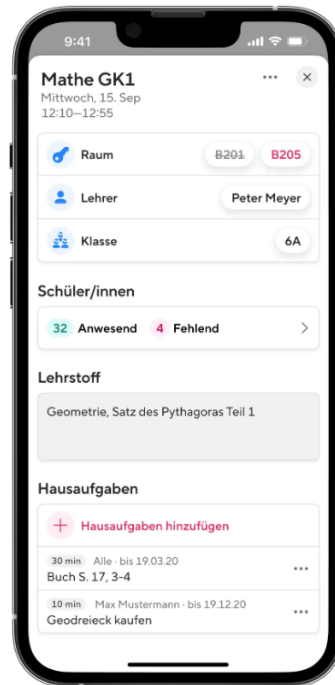 9:41
Mathe GK1
Mittwoch, 15. Sep
12:10–12:55
Raum B201 B205
Lehrer Peter Meyer
Klasse 6A
Schüler/innen
32 Anwesend 4 Fehlend
Lehrstoff
Geometrie, Satz des Pythagoras Teil 1
Hausaufgaben
Hausaufgaben hinzufügen
30 min Alle · bis 19.03.20
Buch S. 17, 3-4
10 min Max Mustermann · bis 19.12.20
Geodreieck kaufen